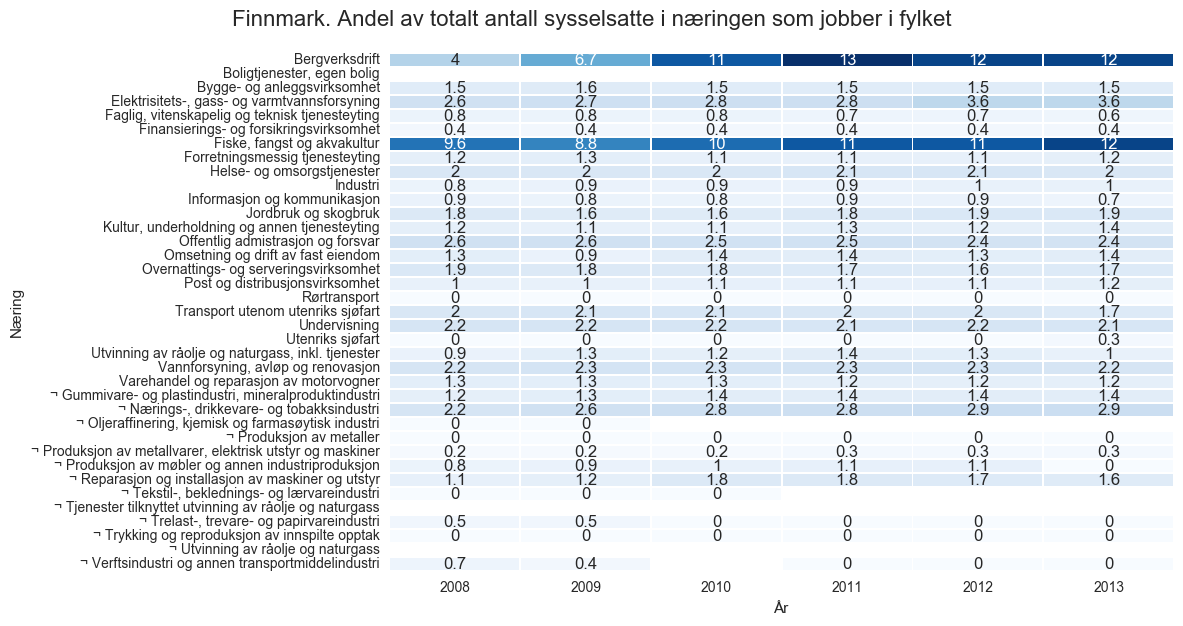 Finnmark. Andel av totalt antall sysselsatte i næringen som jobber i fylket
Næring
Bergverksdrift 4 6.7 11 13 12 12
Boligtjenester, egen bolig
Bygge- og anleggsvirksomhet 1.5 1.6 1.5 1.5 1.5 1.5
Elektrisitets-, gass- og varmtvannsforsyning 2.6 2.7 2.8 2.8 3.6 3.6
Faglig, vitenskapelig og teknisk tjenesteyting 0.8 0.8 0.8 0.7 0.7 0.6
Finansierings- og forsikringsvirksomhet 0.4 0.4 0.4 0.4 0.4 0.4
Fiske, fangst og akvakultur 9.6 8.8 10 11 11 12
Forretningsmessig tjenesteyting 1.2 1.3 1.1 1.1 1.1 1.2
Helse- og omsorgstjenester 2 2 2 2.1 2.1 2
Industri 0.8 0.9 0.9 0.9 1 1
Informasjon og kommunikasjon 0.9 0.8 0.8 0.9 0.9 0.7
Jordbruk og skogbruk 1.8 1.6 1.6 1.8 1.9 1.9
Kultur, underholdning og annen tjenesteyting 1.2 1.1 1.1 1.3 1.2 1.4
Offentlig admistrasjon og forsvar 2.6 2.6 2.5 2.5 2.4 2.4
Omsetning og drift av fast eiendom 1.3 0.9 1.4 1.4 1.3 1.4
Overnattings- og serveringsvirksomhet 1.9 1.8 1.8 1.7 1.6 1.7
Post og distribusjonsvirksomhet 1 1 1.1 1.1 1.1 1.2
Rørtransport 0 0 0 0 0 0
Transport utenom utenriks sjøfart 2 2.1 2.1 2 2 1.7
Undervisning 2.2 2.2 2.2 2.1 2.2 2.1
Utenriks sjøfart 0 0 0 0 0 0.3
Utvinning av råolje og naturgass, inkl. tjenester 0.9 1.3 1.2 1.4 1.3 1
Vannforsyning, avløp og renovasjon 2.2 2.3 2.3 2.3 2.3 2.2
Varehandel og reparasjon av motorvogner 1.3 1.3 1.3 1.2 1.2 1.2
¬ Gummivare- og plastindustri, mineralproduktindustri 1.2 1.3 1.4 1.4 1.4 1.4
¬ Nærings-, drikkevare- og tobakksindustri 2.2 2.6 2.8 2.8 2.9 2.9
¬ Oljeraffinering, kjemisk og farmasøytisk industri 0 0
¬ Produksjon av metaller 0 0 0 0 0 0
¬ Produksjon av metallvarer, elektrisk utstyr og maskiner 0.2 0.2 0.2 0.3 0.3 0.3
¬ Produksjon av møbler og annen industriproduksjon 0.8 0.9 1 1.1 1.1 0
¬ Reparasjon og installasjon av maskiner og utstyr 1.1 1.2 1.8 1.8 1.7 1.6
¬ Tekstil-, beklednings- og lærvareindustri 0 0 0
¬ Tjenester tilknyttet utvinning av råolje og naturgass
¬ Trelast-, trevare- og papirvareindustri 0.5 0.5 0 0 0 0
¬ Trykking og reproduksjon av innspilte opptak 0 0 0 0 0 0
¬ Utvinning av råolje og naturgass
¬ Verftsindustri og annen transportmiddelindustri 0.7 0.4 0 0 0
2008 2009 2010 2011 2012 2013
År